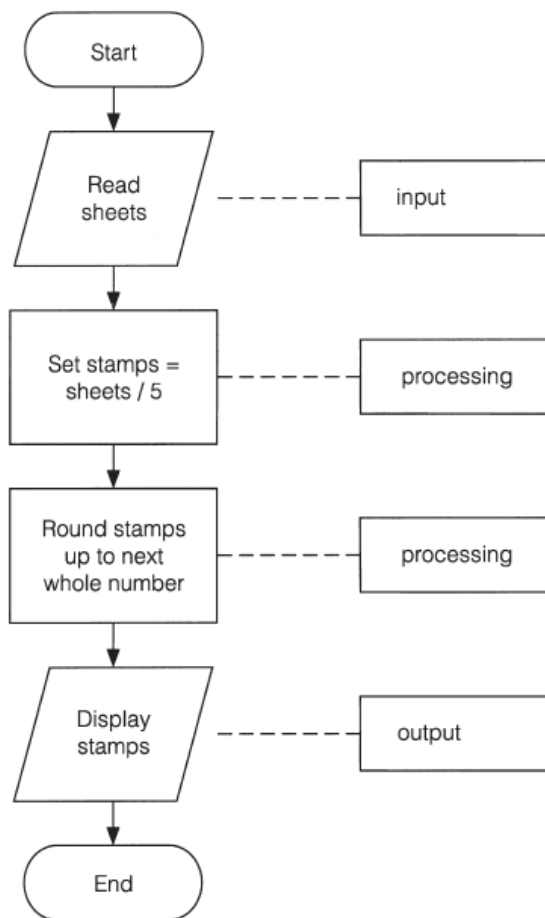 Start
Read
sheets
input
Set stamps =
sheets / 5
processing
Round stamps
up to next
whole number
processing
Display
stamps
output
End